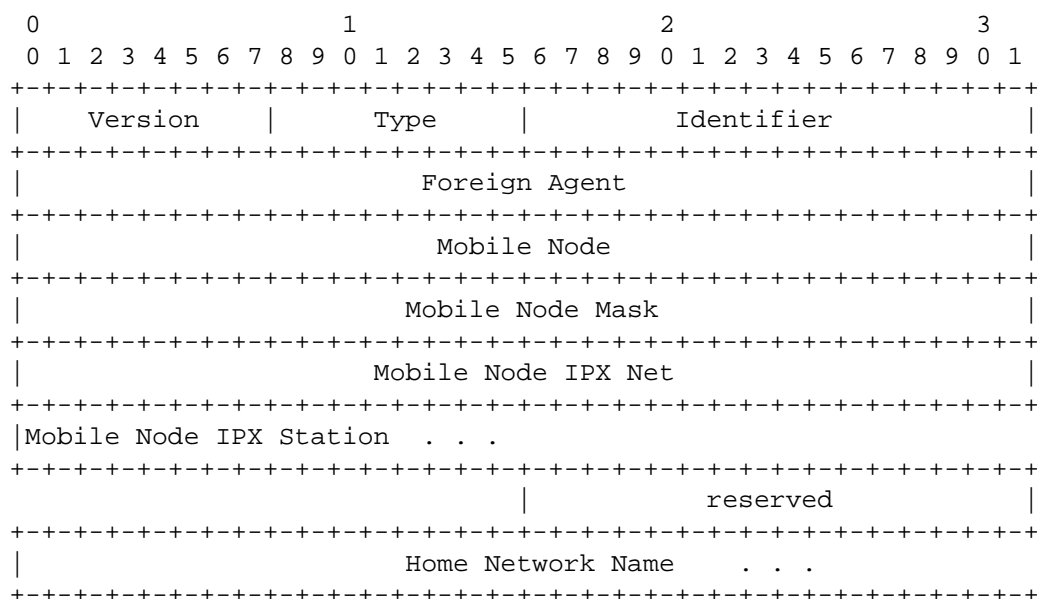 0                   1                   2                   3
 0 1 2 3 4 5 6 7 8 9 0 1 2 3 4 5 6 7 8 9 0 1 2 3 4 5 6 7 8 9 0 1
+-+-+-+-+-+-+-+-+-+-+-+-+-+-+-+-+-+-+-+-+-+-+-+-+-+-+-+-+-+-+-+-+
|    Version    |      Type     |         Identifier            |
+-+-+-+-+-+-+-+-+-+-+-+-+-+-+-+-+-+-+-+-+-+-+-+-+-+-+-+-+-+-+-+-+
|                         Foreign Agent                         |
+-+-+-+-+-+-+-+-+-+-+-+-+-+-+-+-+-+-+-+-+-+-+-+-+-+-+-+-+-+-+-+-+
|                          Mobile Node                          |
+-+-+-+-+-+-+-+-+-+-+-+-+-+-+-+-+-+-+-+-+-+-+-+-+-+-+-+-+-+-+-+-+
|                        Mobile Node Mask                       |
+-+-+-+-+-+-+-+-+-+-+-+-+-+-+-+-+-+-+-+-+-+-+-+-+-+-+-+-+-+-+-+-+
|                      Mobile Node IPX Net                      |
+-+-+-+-+-+-+-+-+-+-+-+-+-+-+-+-+-+-+-+-+-+-+-+-+-+-+-+-+-+-+-+-+
|Mobile Node IPX Station  . . .
+-+-+-+-+-+-+-+-+-+-+-+-+-+-+-+-+-+-+-+-+-+-+-+-+-+-+-+-+-+-+-+-+
                                |           reserved            |
+-+-+-+-+-+-+-+-+-+-+-+-+-+-+-+-+-+-+-+-+-+-+-+-+-+-+-+-+-+-+-+-+
|                        Home Network Name    . . .
+-+-+-+-+-+-+-+-+-+-+-+-+-+-+-+-+-+-+-+-+-+-+-+-+-+-+-+-+-+-+-+-+